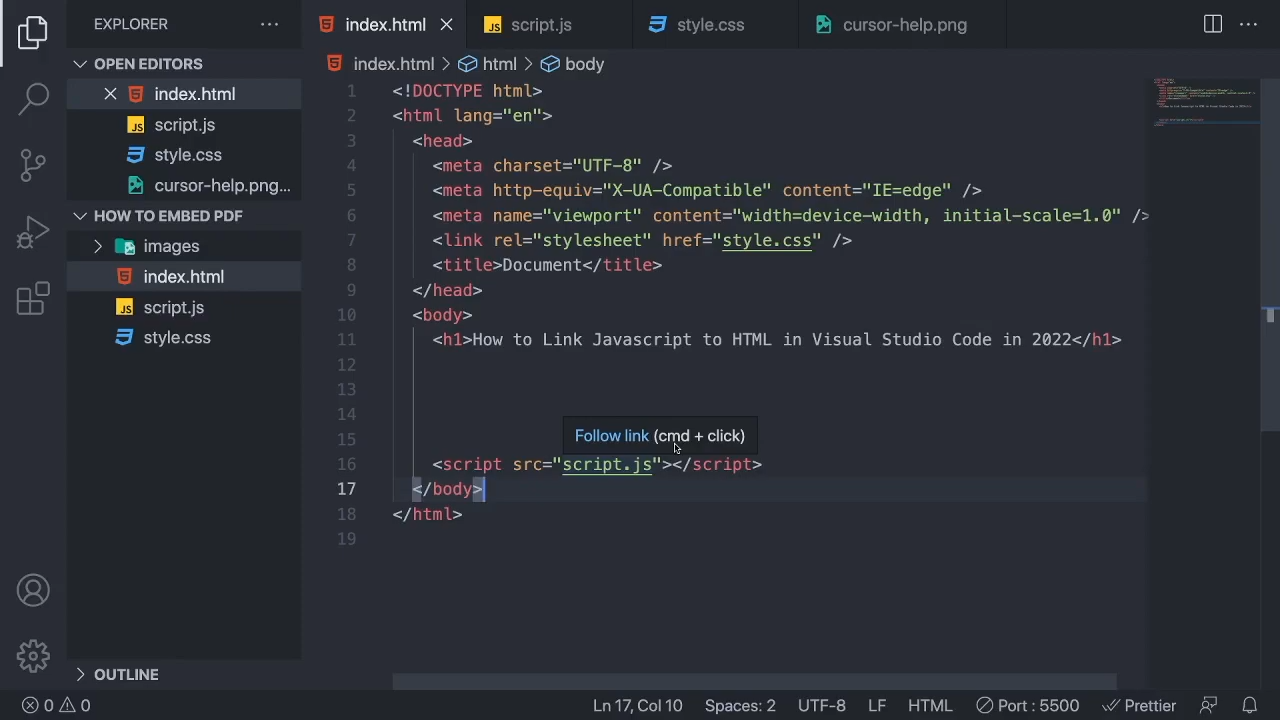 EXPLORER
index.html
script.js
style.css
cursor-help.png
OPEN EDITORS
index.html
script.js
style.css
cursor-help.png...
HOW TO EMBED PDF
images
index.html
script.js
style.css
OUTLINE
index.html > html > body
1 <!DOCTYPE html>
2 <html lang="en">
3 <head>
4 <meta charset="UTF-8" />
5 <meta http-equiv="X-UA-Compatible" content="IE=edge" />
6 <meta name="viewport" content="width=device-width, initial-scale=1.0" />
7 <link rel="stylesheet" href="style.css" />
8 <title>Document</title>
9 </head>
10 <body>
11 <h1>How to Link Javascript to HTML in Visual Studio Code in 2022</h1>
12
13
14
15
Follow link (cmd + click)
16 <script src="script.js"></script>
17 </body>
18 </html>
19
0 0
Ln 17, Col 10 Spaces: 2 UTF-8 LF HTML Port : 5500 Prettier